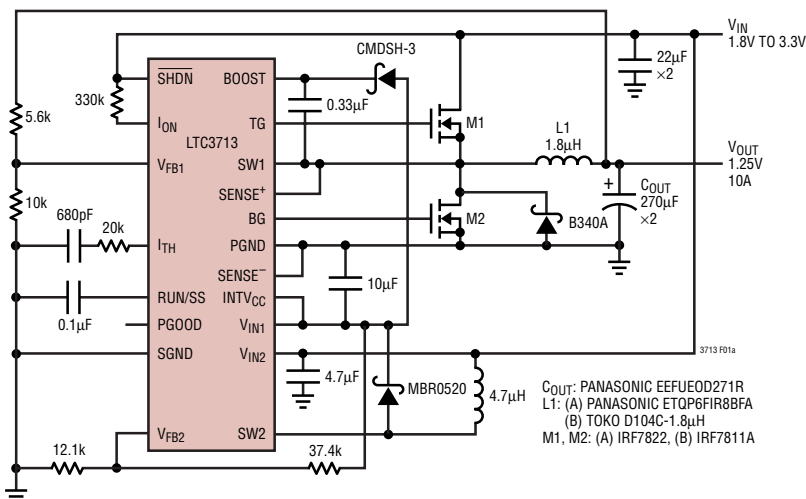 V_IN
1.8V TO 3.3V
CMDSH-3
22µF
×2
SHDN
BOOST
330k
0.33µF
5.6k
I_ON
TG
M1
LTC3713
L1
1.8µH
V_OUT
1.25V
10A
V_FB1
SW1
SENSE+
+
C_OUT
270µF
×2
10k
680pF
20k
BG
M2
B340A
I_TH
PGND
SENSE–
10µF
RUN/SS
INTV_CC
0.1µF
PGOOD
V_IN1
3713 F01a
SGND
V_IN2
4.7µF
MBR0520
4.7µH
C_OUT: PANASONIC EEFUEOD271R
L1: (A) PANASONIC ETQP6FIR8BFA
(B) TOKO D104C-1.8µH
M1, M2: (A) IRF7822, (B) IRF7811A
V_FB2
SW2
12.1k
37.4k